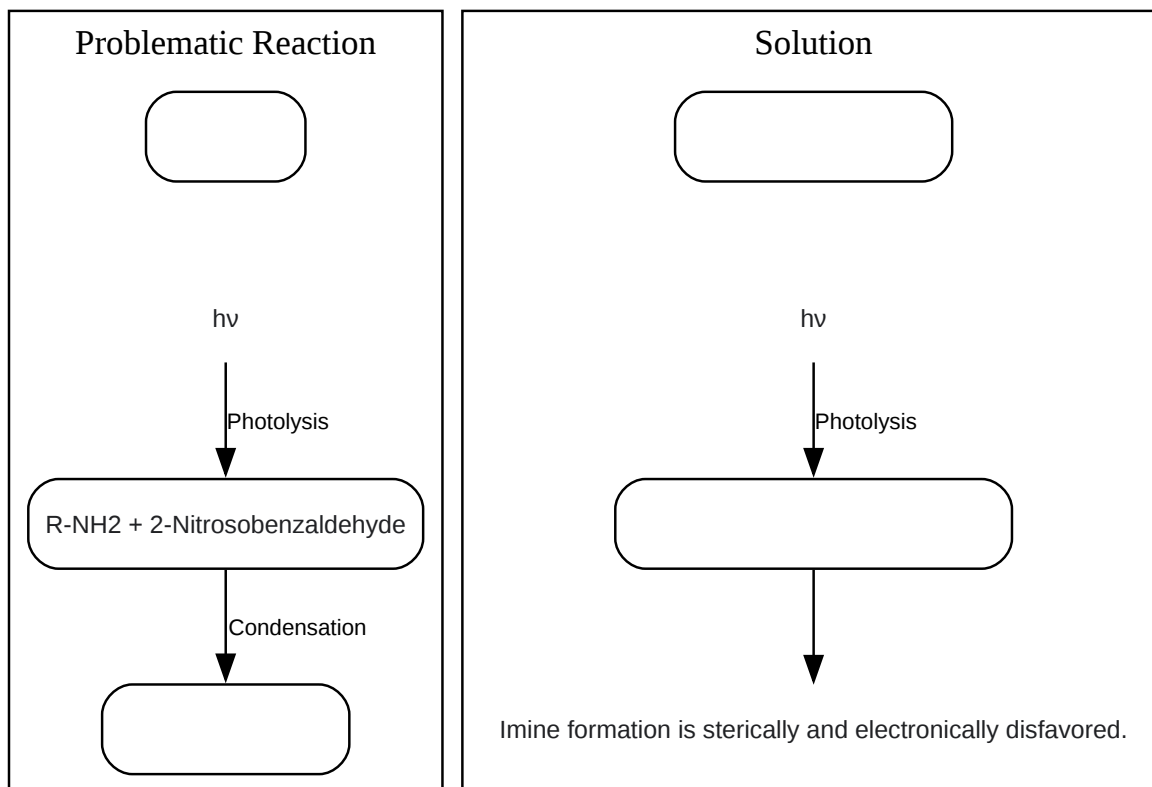 Problematic Reaction
hν
Photolysis
R-NH2 + 2-Nitrosobenzaldehyde
Condensation
Solution
hν
Photolysis
Imine formation is sterically and electronically disfavored.